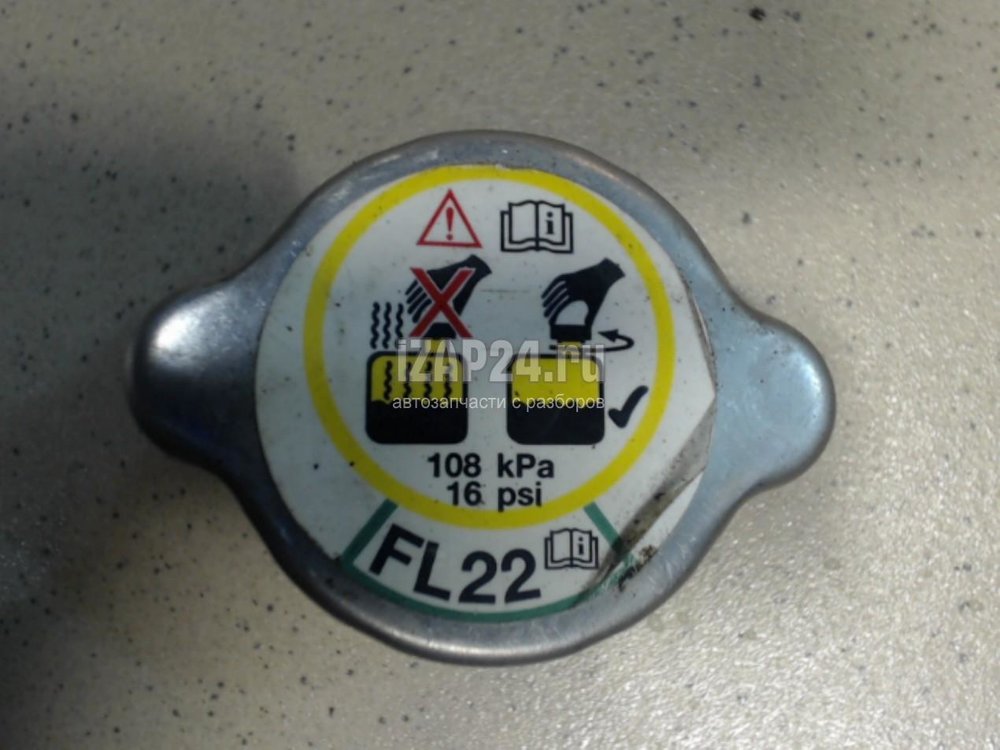 iZAP24.ru
автозапчасти с разборов
108 kPa
16 psi
FL22